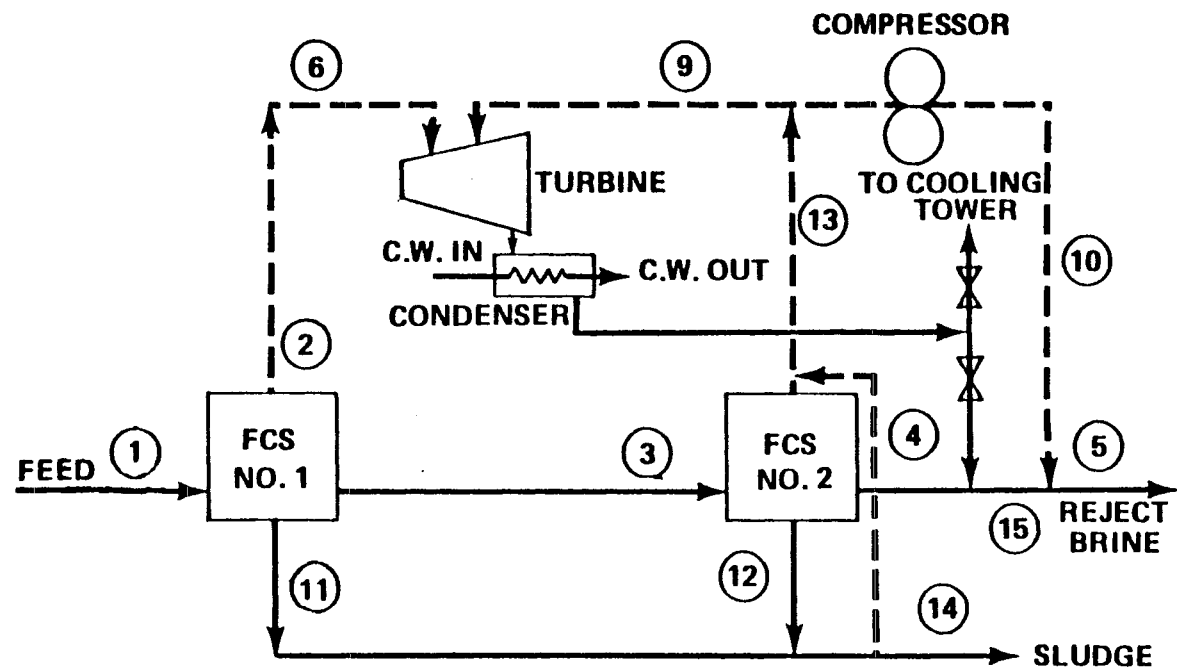 COMPRESSOR
6
9
TURBINE
TO COOLING
TOWER
13
C.W. IN
C.W. OUT
10
CONDENSER
2
1
FCS
NO. 1
3
FCS
NO. 2
4
5
FEED
REJECT
BRINE
15
11
12
14
SLUDGE